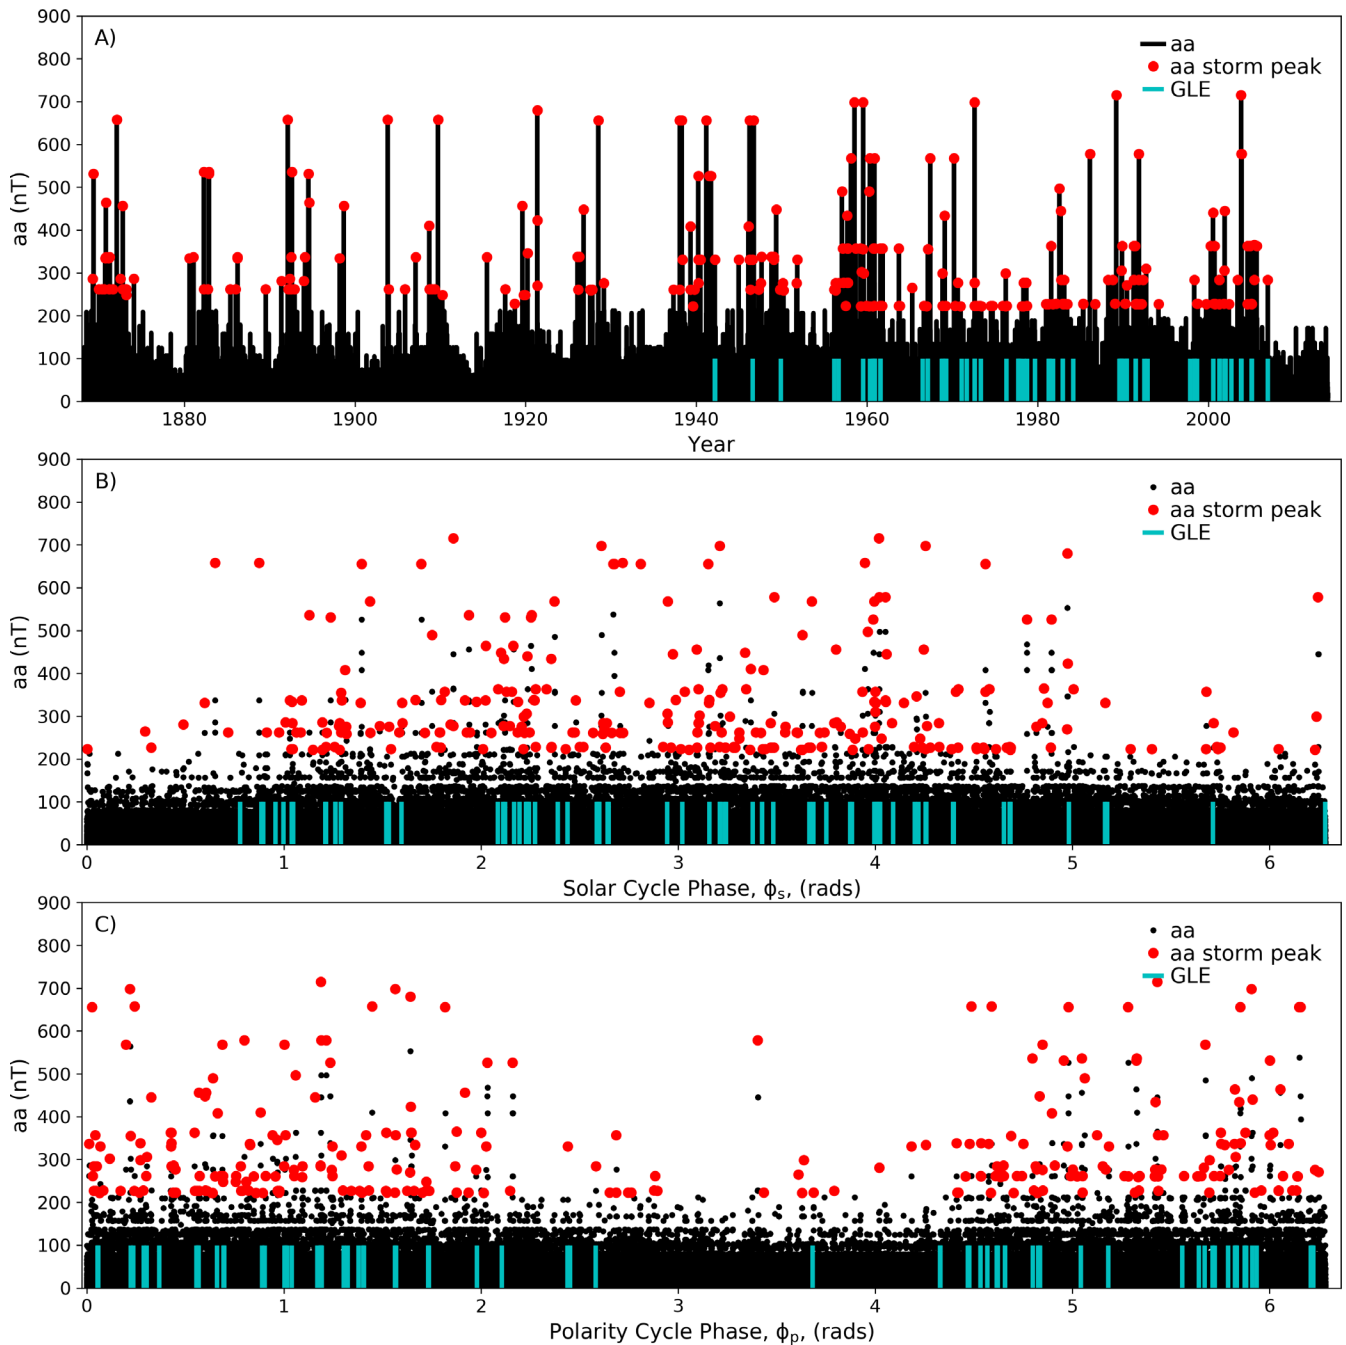 900
800
700
600
500
400
300
200
100
0
aa (nT)
A)
aa
aa storm peak
GLE
1880 1900 1920 1940 1960 1980 2000
Year
900
800
700
600
500
400
300
200
100
0
aa (nT)
B)
aa
aa storm peak
GLE
0 1 2 3 4 5 6
Solar Cycle Phase, ϕs, (rads)
900
800
700
600
500
400
300
200
100
0
aa (nT)
C)
aa
aa storm peak
GLE
0 1 2 3 4 5 6
Polarity Cycle Phase, ϕp, (rads)